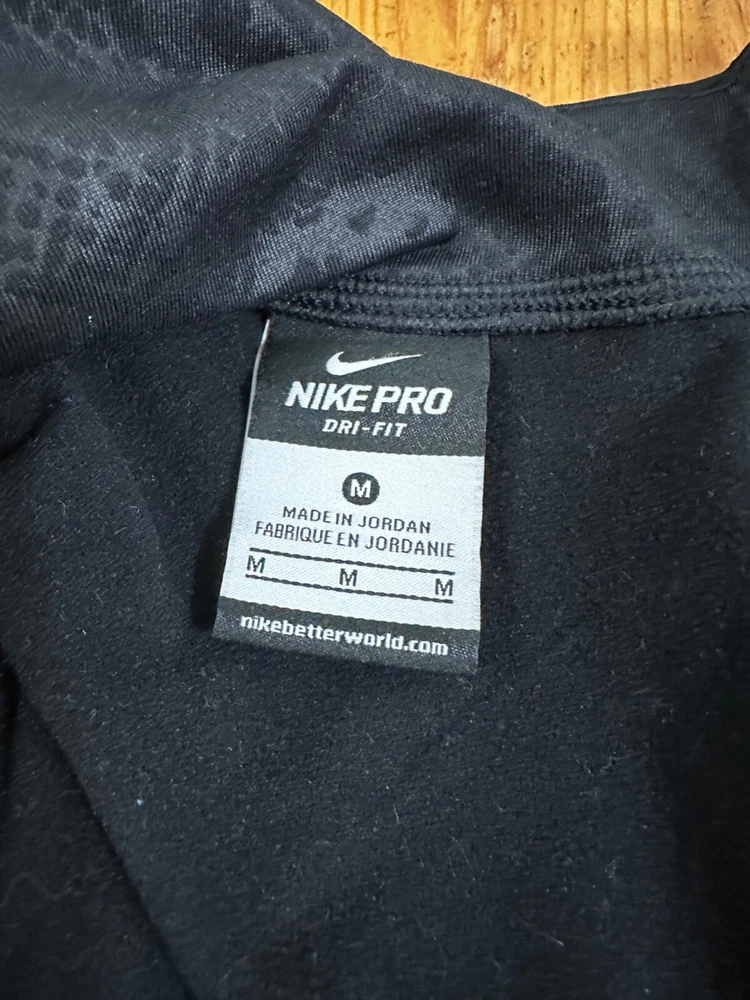 NIKE PRO
DRI-FIT
M
MADE IN JORDAN
FABRIQUE EN JORDANIE
M M M
nikebetterworld.com